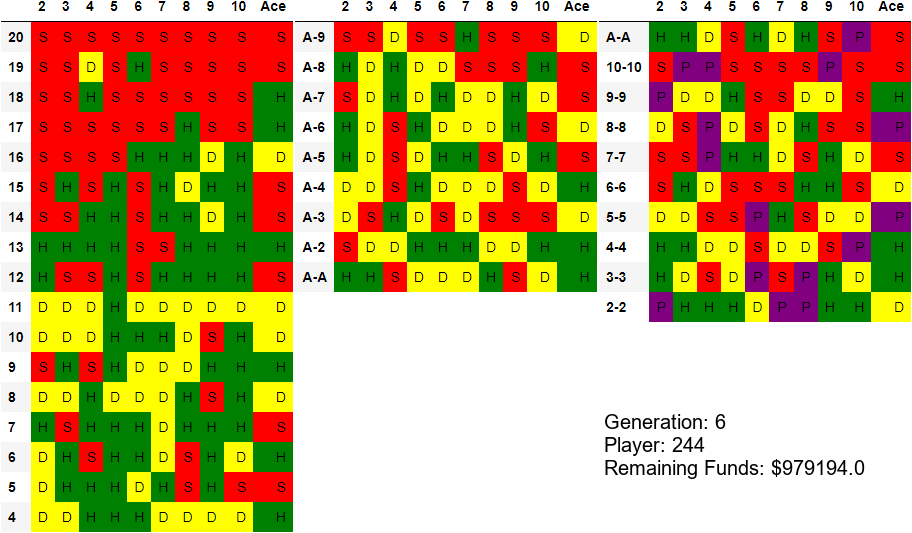 2 3 4 5 6 7 8 9 10 Ace
20 S S S S S S S S S S
19 S S D S H S S S S S
18 S S H S S S S S S H
17 S S S S S S H S S H
16 S S S S H H H D H D
15 S H S H S H D H H S
14 S S H H S H H D H S
13 H H H H S S H H H H
12 H S S H S H H H H S
11 D D D H D D D D D D
10 D D D H H H D S H D
9 S H S H D D D H H H
8 D D H D D D H S H D
7 H S H H H D H H H S
6 D H S H H D S H D H
5 D H H H D H S H S S
4 D D H H H D D D D H
2 3 4 5 6 7 8 9 10 Ace
A-9 S S D S S H S S S D
A-8 H D H D D S S S H S
A-7 S D H D H D D H D S
A-6 H D S H D D D H S D
A-5 H D S D H H S D H S
A-4 D D S H D D D S D H
A-3 D S H D S D S S S D
A-2 S D D H H H D D H H
A-A H H S D D D H S D H
2 3 4 5 6 7 8 9 10 Ace
A-A H H D S H D H S P S
10-10 S P P S S S S P S S
9-9 P D D H S S D D S H
8-8 D S P D S D H S S P
7-7 S S P H H D S H D S
6-6 S H D S S S H H S D
5-5 D D S S P H S D D P
4-4 H H D D S D D S P H
3-3 H D S D P S P H D H
2-2 P H H H D P P H H D
Generation: 6
Player: 244
Remaining Funds: $979194.0